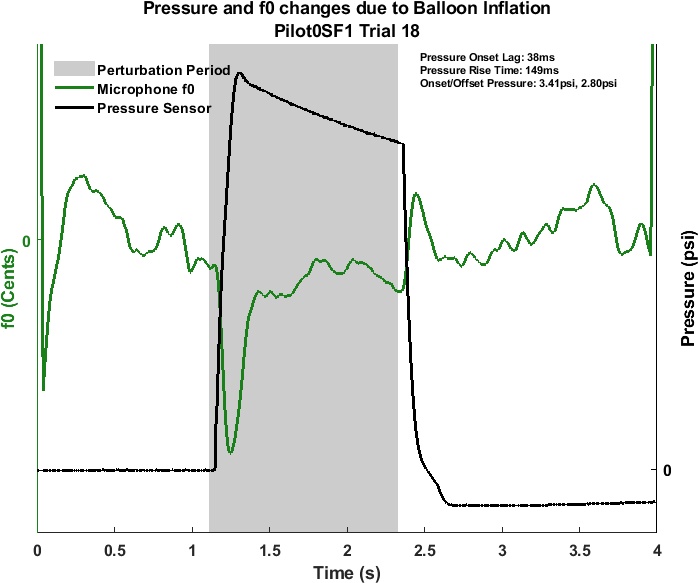 Pressure and f0 changes due to Balloon Inflation
Pilot0SF1 Trial 18
Perturbation Period
Microphone f0
Pressure Sensor
Pressure Onset Lag: 38ms
Pressure Rise Time: 149ms
Onset/Offset Pressure: 3.41psi, 2.80psi
0
f0 (Cents)
0
Pressure (psi)
0 0.5 1 1.5 2 2.5 3 3.5 4
Time (s)